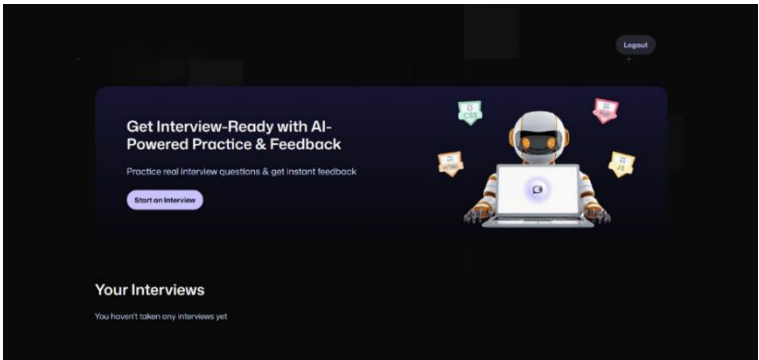 Logout
Get Interview-Ready with AI-
Powered Practice & Feedback
Practice real interview questions & get instant feedback
Start an Interview
CSS
PHP
HTML
JS
Your Interviews
You haven't taken any interviews yet